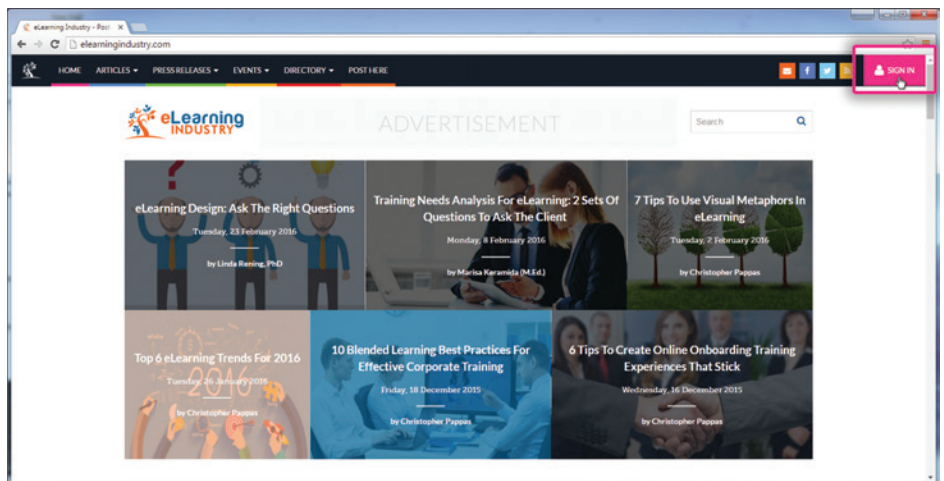 eLearning Industry - Post
elearningindustry.com
HOME ARTICLES PRESS RELEASES EVENTS DIRECTORY POST HERE SIGN IN
eLearning
INDUSTRY
ADVERTISEMENT
Search
eLearning Design: Ask The Right Questions
Tuesday, 23 February 2016
by Linda Rening, PhD
Training Needs Analysis For eLearning: 2 Sets Of
Questions To Ask The Client
Monday, 8 February 2016
by Marisa Keramida (M.Ed.)
7 Tips To Use Visual Metaphors In
eLearning
Tuesday, 2 February 2016
by Christopher Pappas
Top 6 eLearning Trends For 2016
Tuesday, 26 January 2016
2016
by Christopher Pappas
10 Blended Learning Best Practices For
Effective Corporate Training
Friday, 18 December 2015
by Christopher Pappas
6 Tips To Create Online Onboarding Training
Experiences That Stick
Wednesday, 16 December 2015
by Christopher Pappas